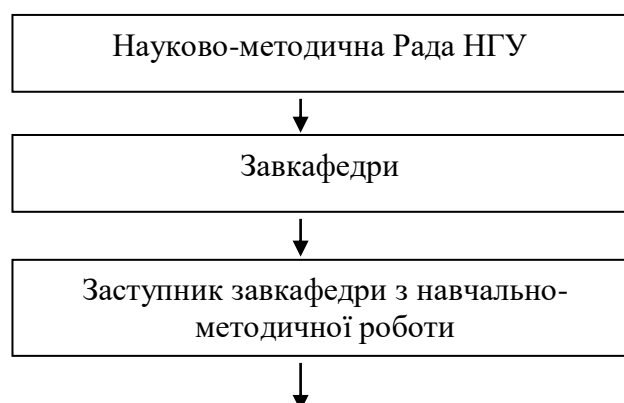 Науково-методична Рада НГУ
Завкафедри
Заступник завкафедри з навчально-
методичної роботи